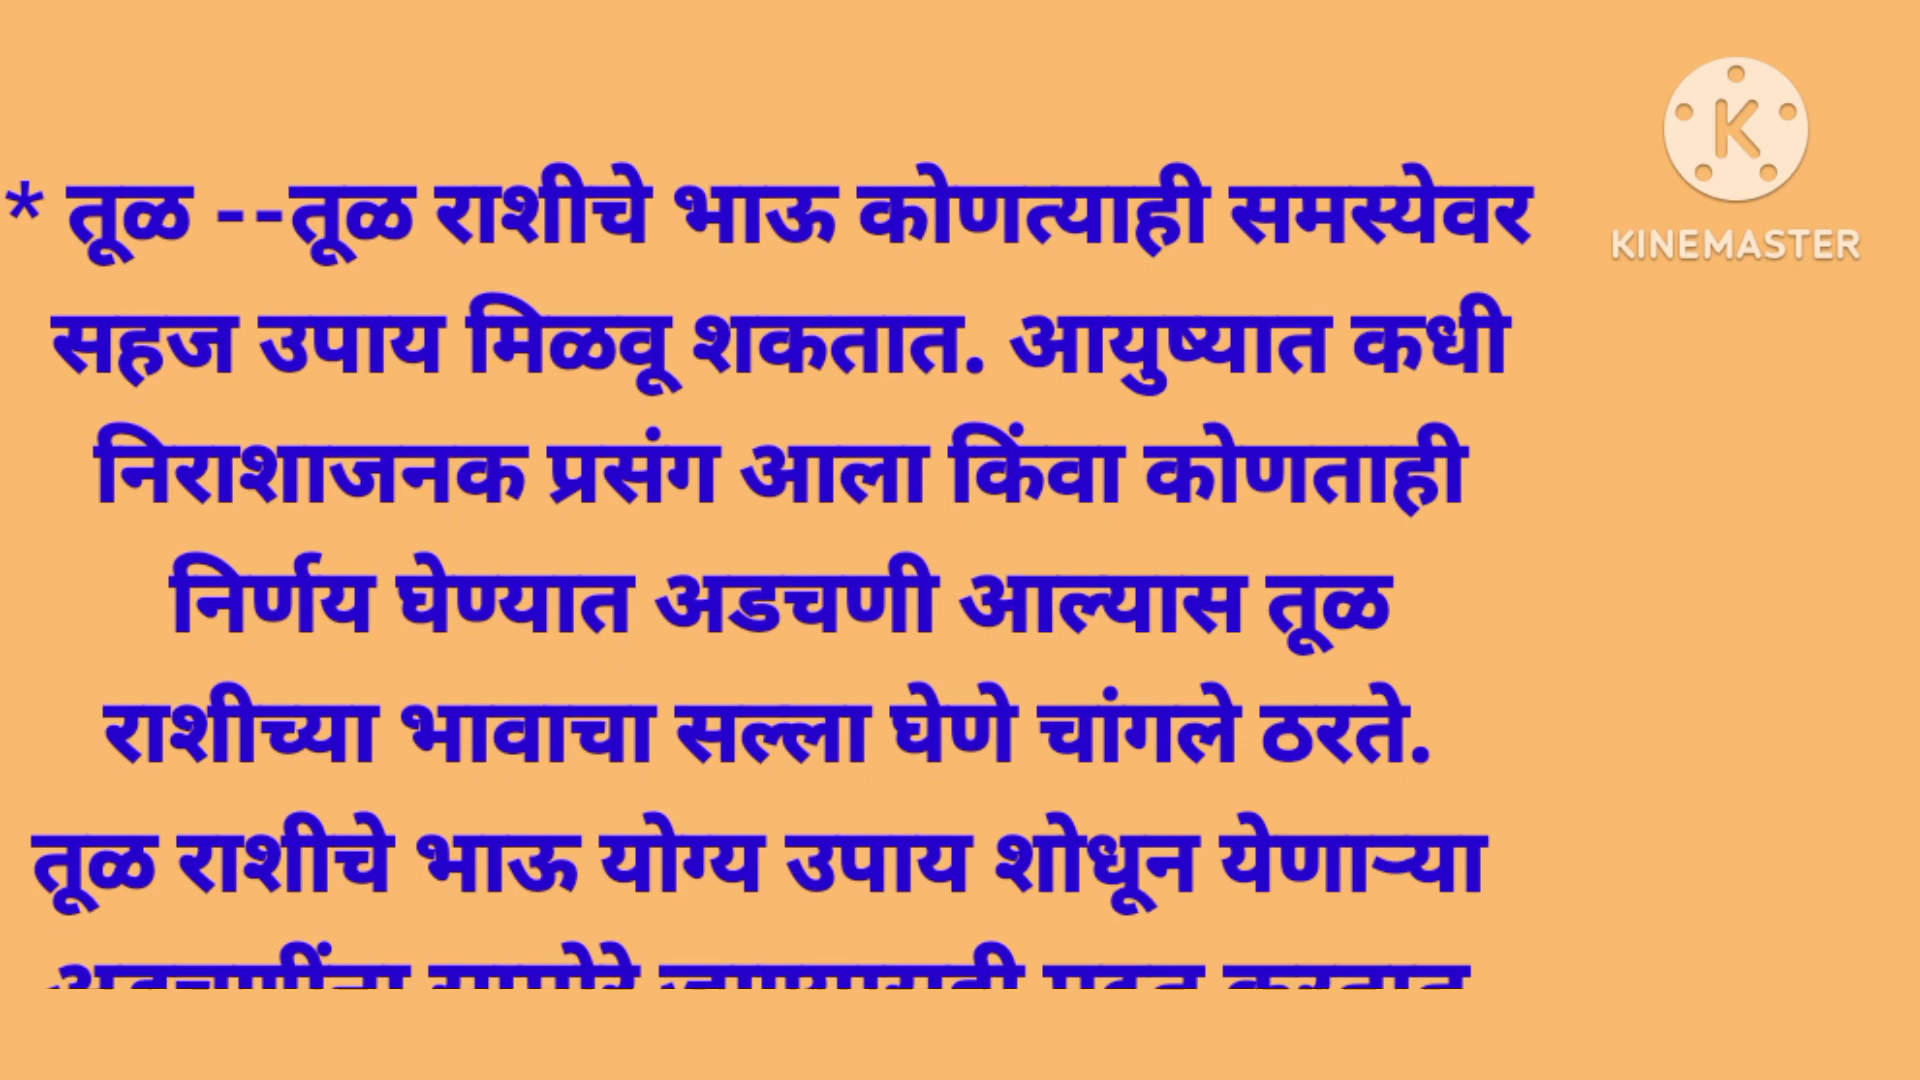 * तूळ --तूळ राशीचे भाऊ कोणत्याही समस्येवर
सहज उपाय मिळवू शकतात. आयुष्यात कधी
निराशाजनक प्रसंग आला किंवा कोणताही
निर्णय घेण्यात अडचणी आल्यास तूळ
राशीच्या भावाचा सल्ला घेणे चांगले ठरते.
तूळ राशीचे भाऊ योग्य उपाय शोधून येणाऱ्या
KINEMASTER